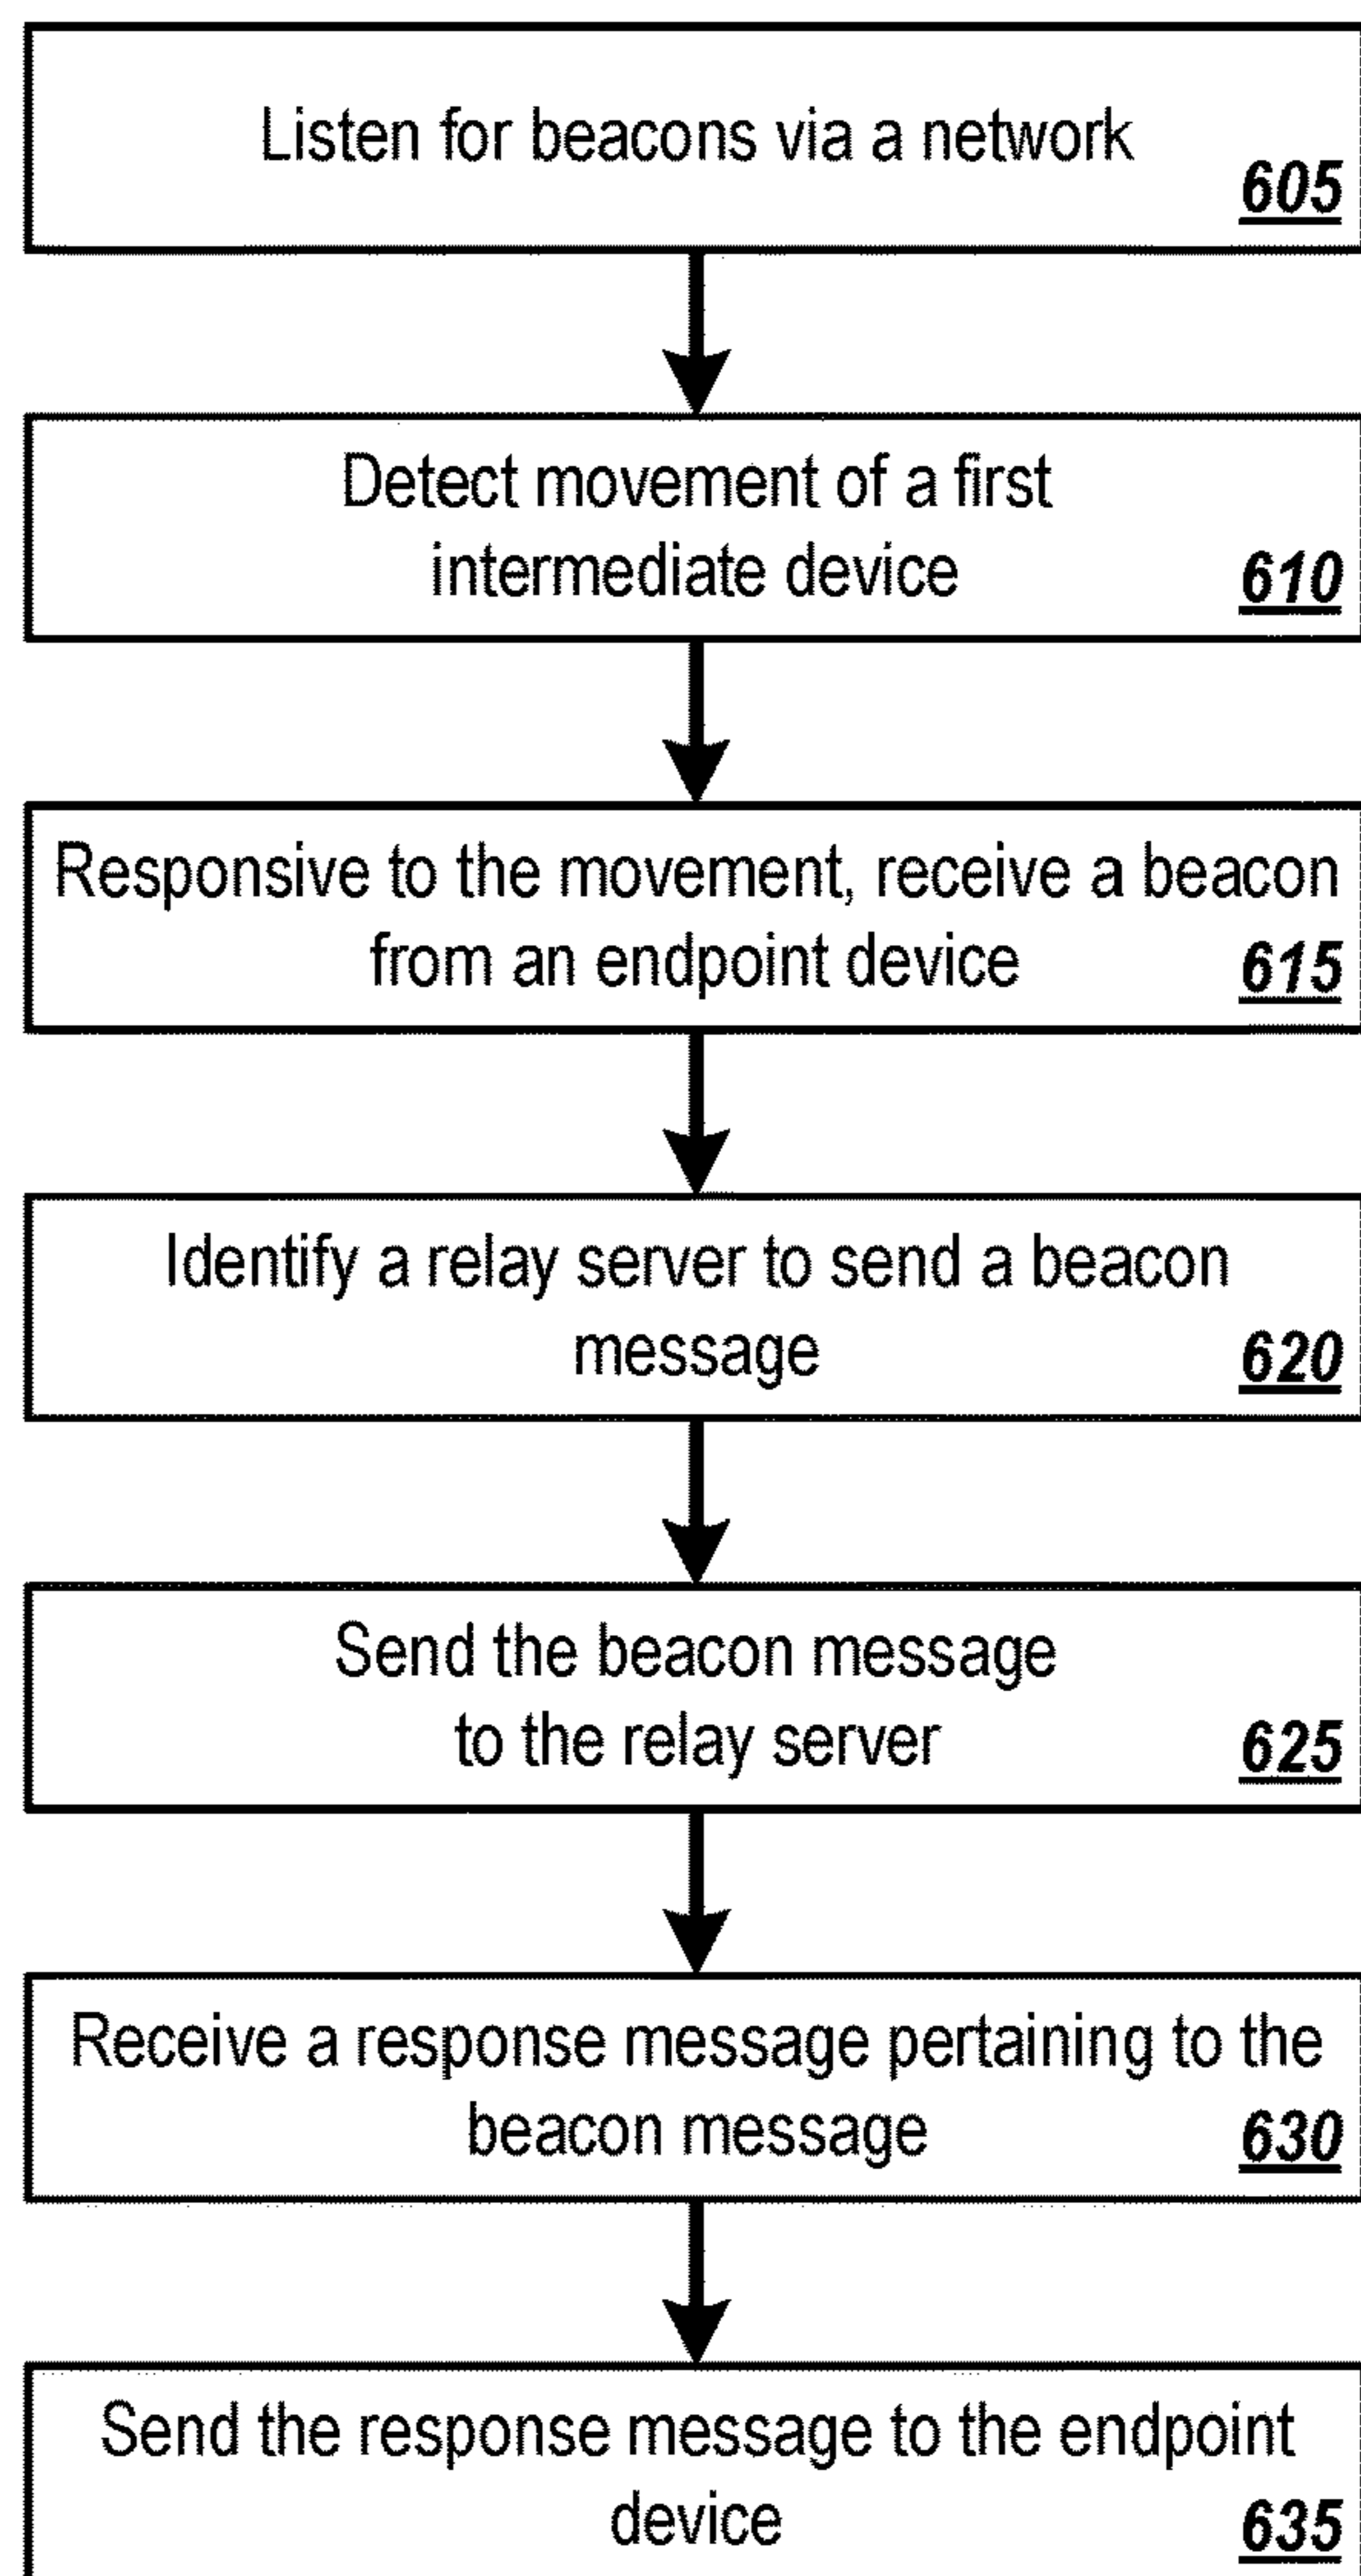 Listen for beacons via a network
605
Detect movement of a first
intermediate device
610
Responsive to the movement, receive a beacon
from an endpoint device
615
Identify a relay server to send a beacon
message
620
Send the beacon message
to the relay server
625
Receive a response message pertaining to the
beacon message
630
Send the response message to the endpoint
device
635